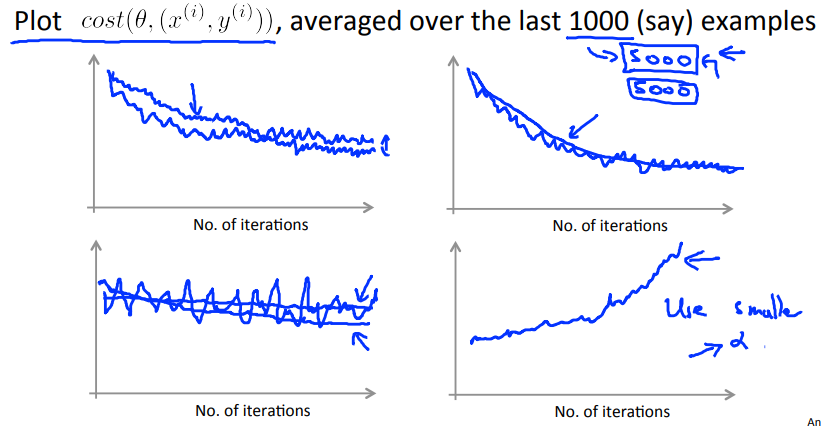 Plot cost(θ, (x^{(i)}, y^{(i)})), averaged over the last 1000 (say) examples
5000
5000
No. of iterations
No. of iterations
Use smaller
α.
No. of iterations
No. of iterations
An